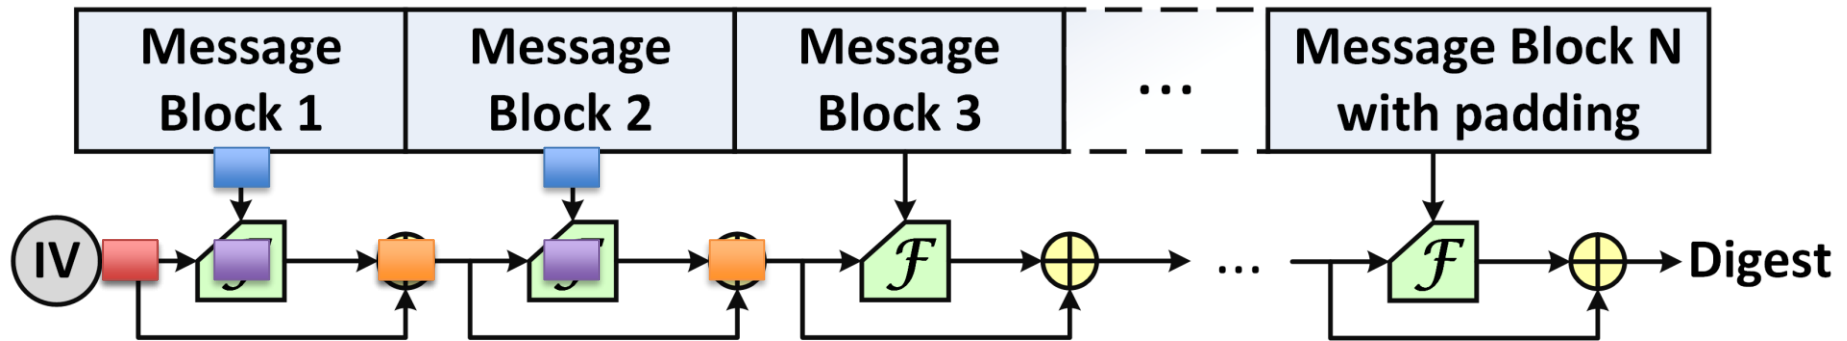 Message
Block 1
Message
Block 2
Message
Block 3
...
Message Block N
with padding
IV
ℱ
...
ℱ
Digest